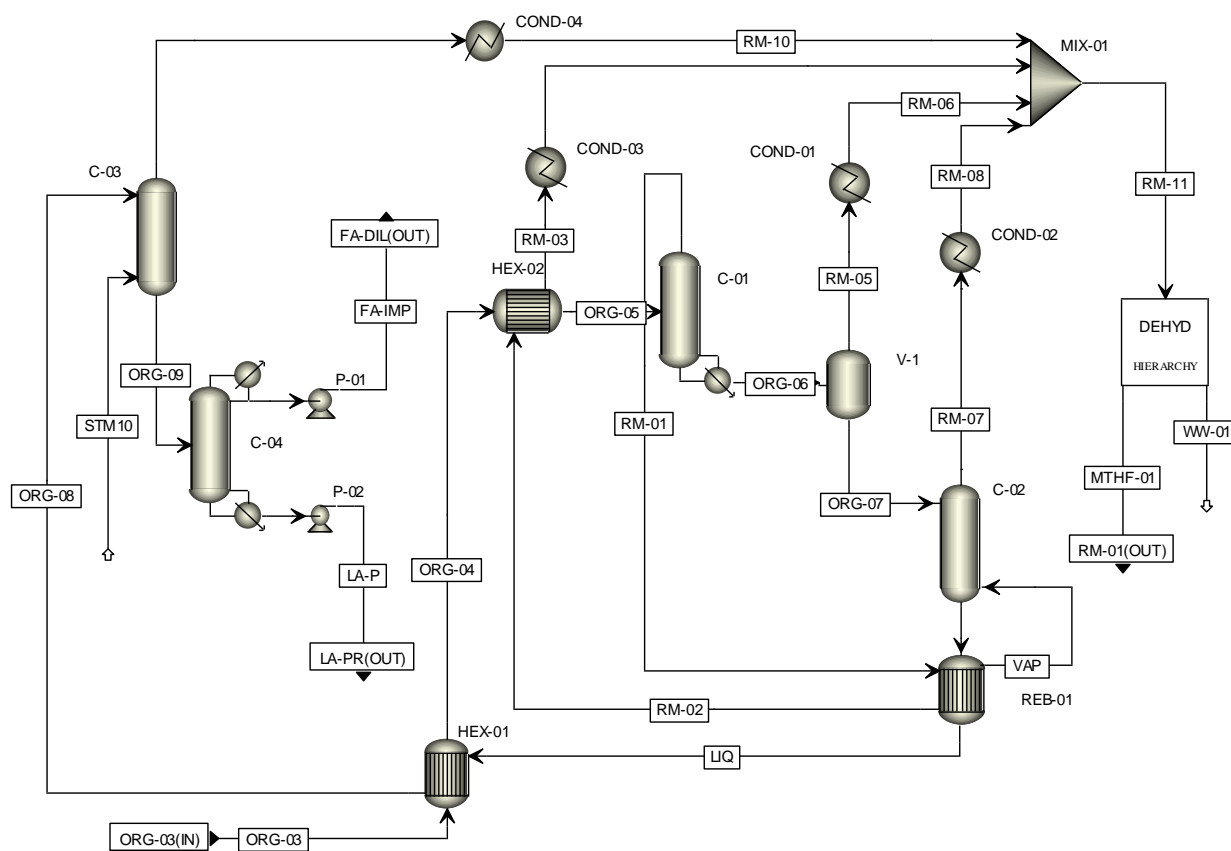 COND-04
RM-10
MIX-01
RM-06
COND-03
COND-01
C-03
RM-08
RM-11
FA-DIL(OUT)
COND-02
RM-03
HEX-02
C-01
RM-05
FA-IMP
ORG-05
DEHYD
HIERARCHY
V-1
ORG-09
P-01
ORG-06
STM10
RM-01
RM-07
WW-01
C-04
MTHF-01
ORG-08
P-02
ORG-07
C-02
RM-01(OUT)
ORG-04
LA-P
LA-PR(OUT)
VAP
REB-01
RM-02
HEX-01
LIQ
ORG-03(IN)
ORG-03